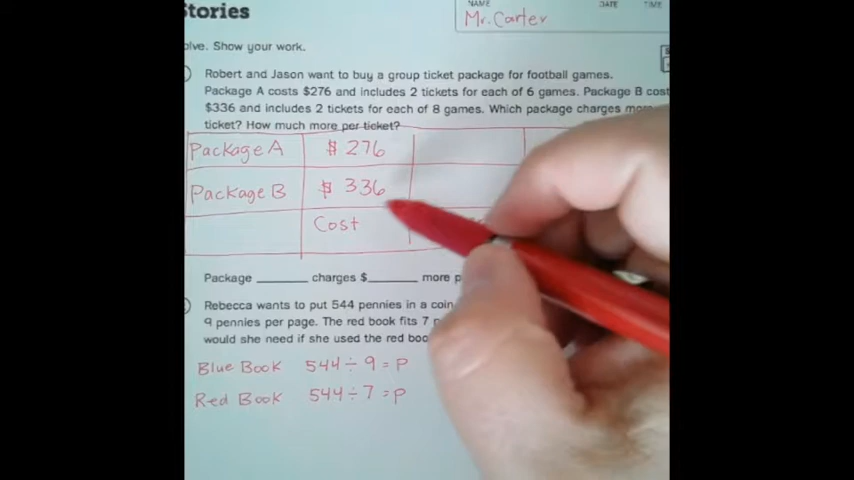 Stories
NAME DATE TIME
Mr. Carter
olve. Show your work.
Robert and Jason want to buy a group ticket package for football games.
Package A costs $276 and includes 2 tickets for each of 6 games. Package B cost
$336 and includes 2 tickets for each of 8 games. Which package charges more
ticket? How much more per ticket?
Package A $ 276
Package B $ 336
Cost
Package ______ charges $______ more p
Rebecca wants to put 544 pennies in a coin
9 pennies per page. The red book fits 7 p
would she need if she used the red boo
Blue Book 544 ÷ 9 = P
Red Book 544 ÷ 7 = P